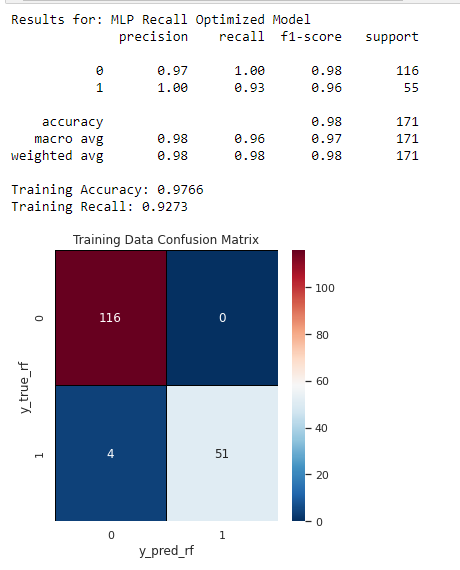 Results for: MLP Recall Optimized Model
precision recall f1-score support
0 0.97 1.00 0.98 116
1 1.00 0.93 0.96 55
accuracy 0.98 171
macro avg 0.98 0.96 0.97 171
weighted avg 0.98 0.98 0.98 171
Training Accuracy: 0.9766
Training Recall: 0.9273
Training Data Confusion Matrix
100
80
60
40
20
0
0
1
y_true_rf
116 0
4 51
0 1
y_pred_rf